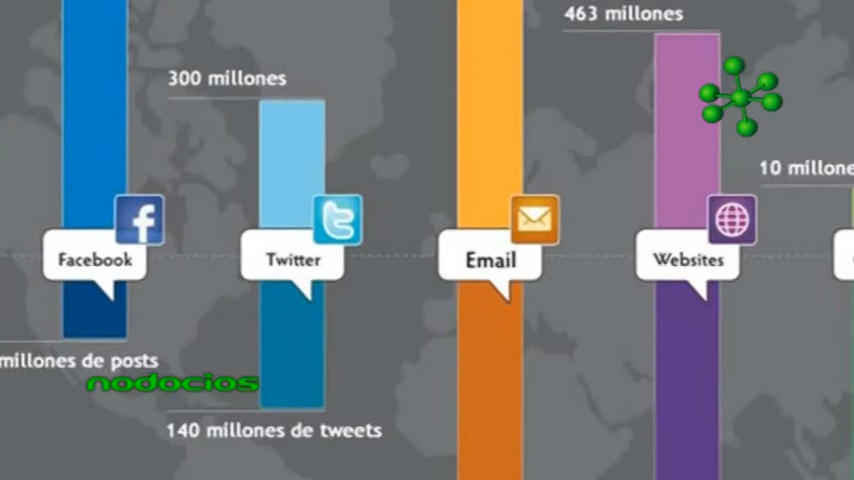 463 millones
300 millones
10 millone
Facebook
Twitter
Email
Websites
millones de posts
nodocios
140 millones de tweets